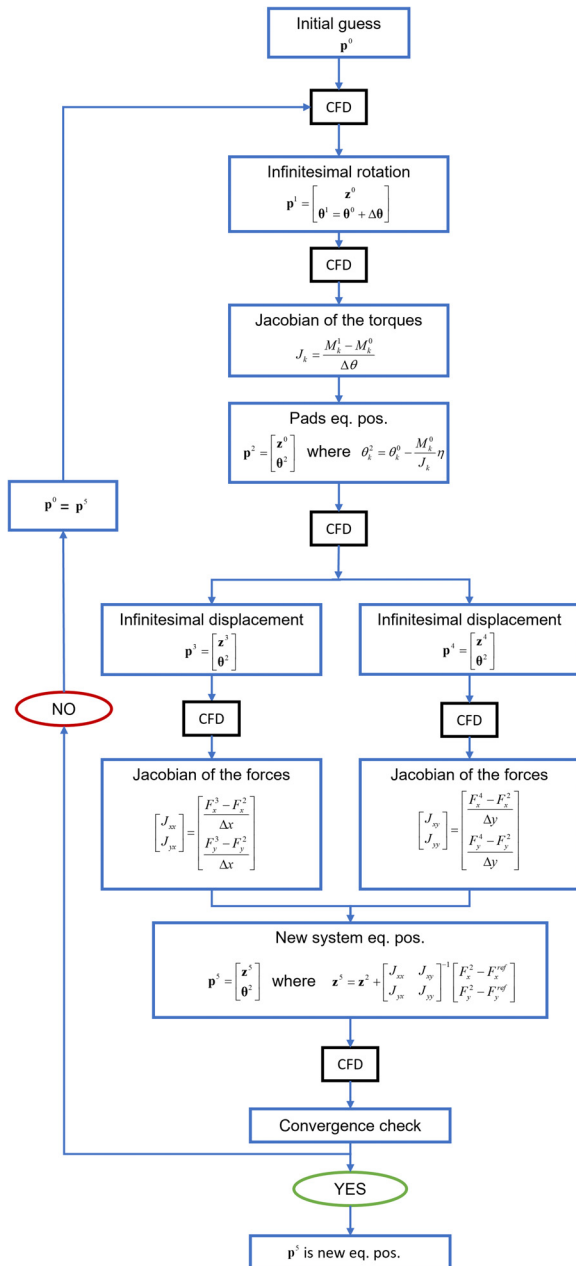 Initial guess
p⁰
CFD
Infinitesimal rotation
p¹ = [z⁰; θ¹ = θ⁰ + Δθ]
CFD
Jacobian of the torques
J_k = (M_k¹ − M_k⁰) / Δθ
Pads eq. pos.
p² = [z⁰; θ²] where θ_k² = θ_k⁰ − (M_k⁰ / J_k) η
p⁰ = p⁵
CFD
Infinitesimal displacement
p³ = [z³; θ²]
Infinitesimal displacement
p⁴ = [z⁴; θ²]
NO
CFD
CFD
Jacobian of the forces
[J_xx; J_yx] = [(F_x³ − F_x²) / Δx; (F_y³ − F_y²) / Δx]
Jacobian of the forces
[J_xy; J_yy] = [(F_x⁴ − F_x²) / Δy; (F_y⁴ − F_y²) / Δy]
New system eq. pos.
p⁵ = [z⁵; θ²] where z⁵ = z² + [J_xx J_xy; J_yx J_yy]⁻¹ [F_x² − F_x^ref; F_y² − F_y^ref]
CFD
Convergence check
YES
p⁵ is new eq. pos.